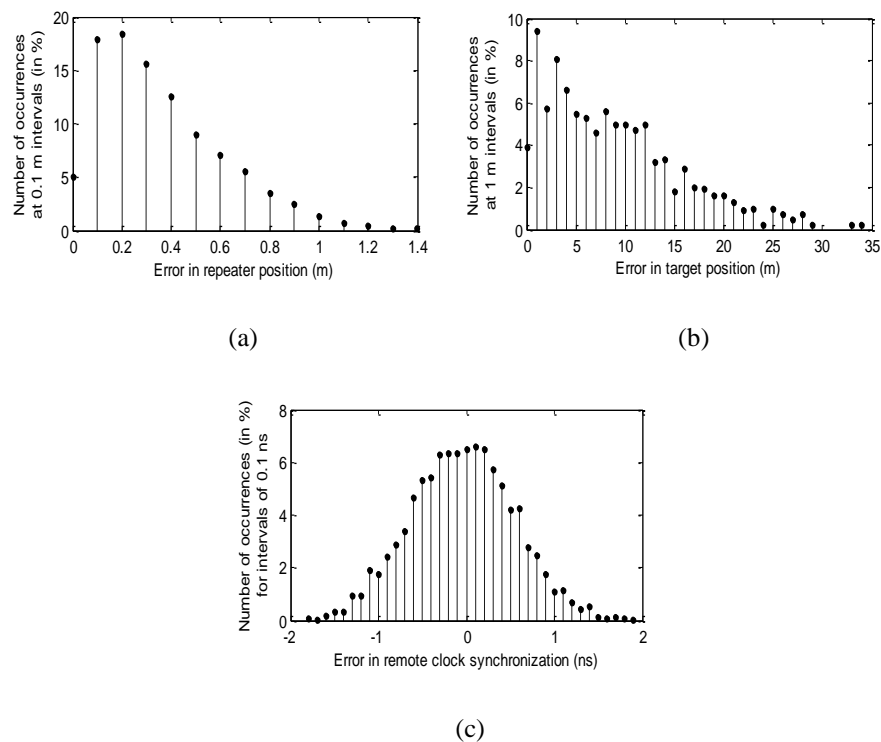 20
15
10
5
0
Number of occurrences
at 0.1 m intervals (in %)
0 0.2 0.4 0.6 0.8 1 1.2 1.4
Error in repeater position (m)
(a)
10
8
6
4
2
0
Number of occurrences
at 1 m intervals (in %)
0 5 10 15 20 25 30 35
Error in target position (m)
(b)
8
6
4
2
0
Number of occurrences (in %)
for intervals of 0.1 ns
-2 -1 0 1 2
Error in remote clock synchronization (ns)
(c)